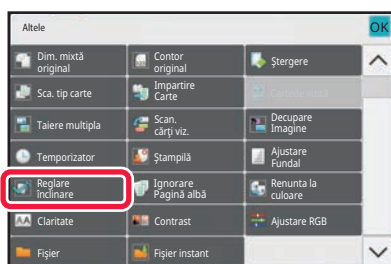 Altele
OK
Dim. mixtă
original
Contor
original
Ştergere
Sca. tip carte
Impartire
Carte
Taiere multipla
Scan.
cărţi viz.
Decupare
Imagine
Temporizator
Ştampilă
Ajustare
Fundal
Reglare
înclinare
Ignorare
Pagină albă
Renunta la
culoare
Claritate
Contrast
Ajustare RGB
Fişier
Fişier instant